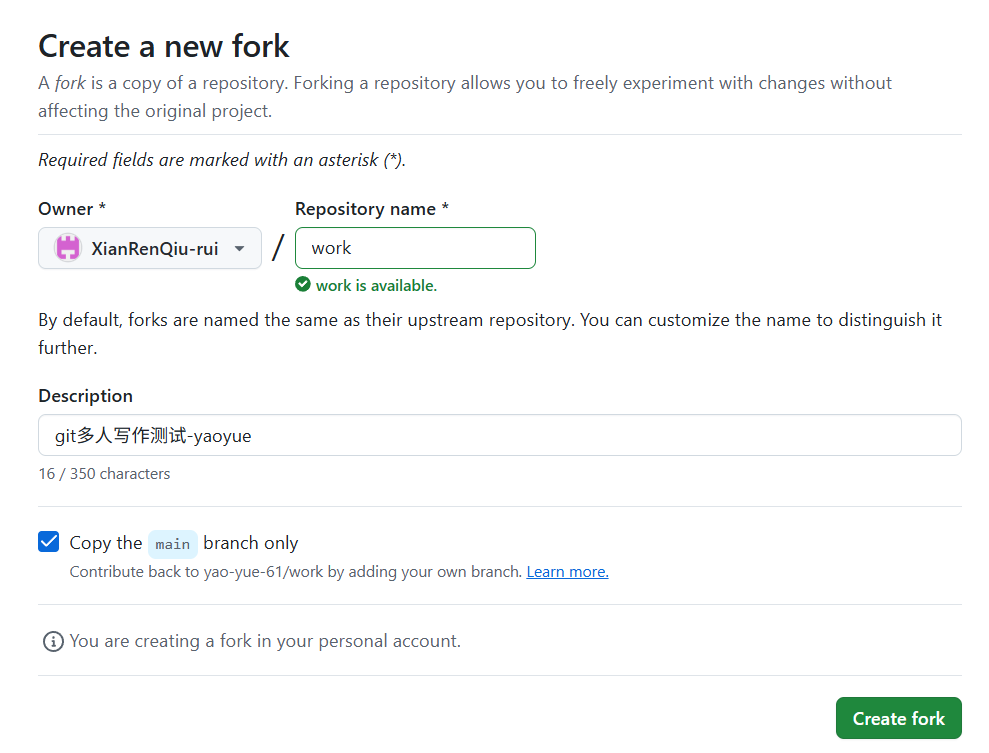 Create a new fork
A fork is a copy of a repository. Forking a repository allows you to freely experiment with changes without
affecting the original project.
Required fields are marked with an asterisk (*).
Owner * Repository name *
XianRenQiu-rui / work
work is available.
By default, forks are named the same as their upstream repository. You can customize the name to distinguish it
further.
Description
git多人写作测试-yaoyue
16 / 350 characters
Copy the main branch only
Contribute back to yao-yue-61/work by adding your own branch. Learn more.
You are creating a fork in your personal account.
Create fork